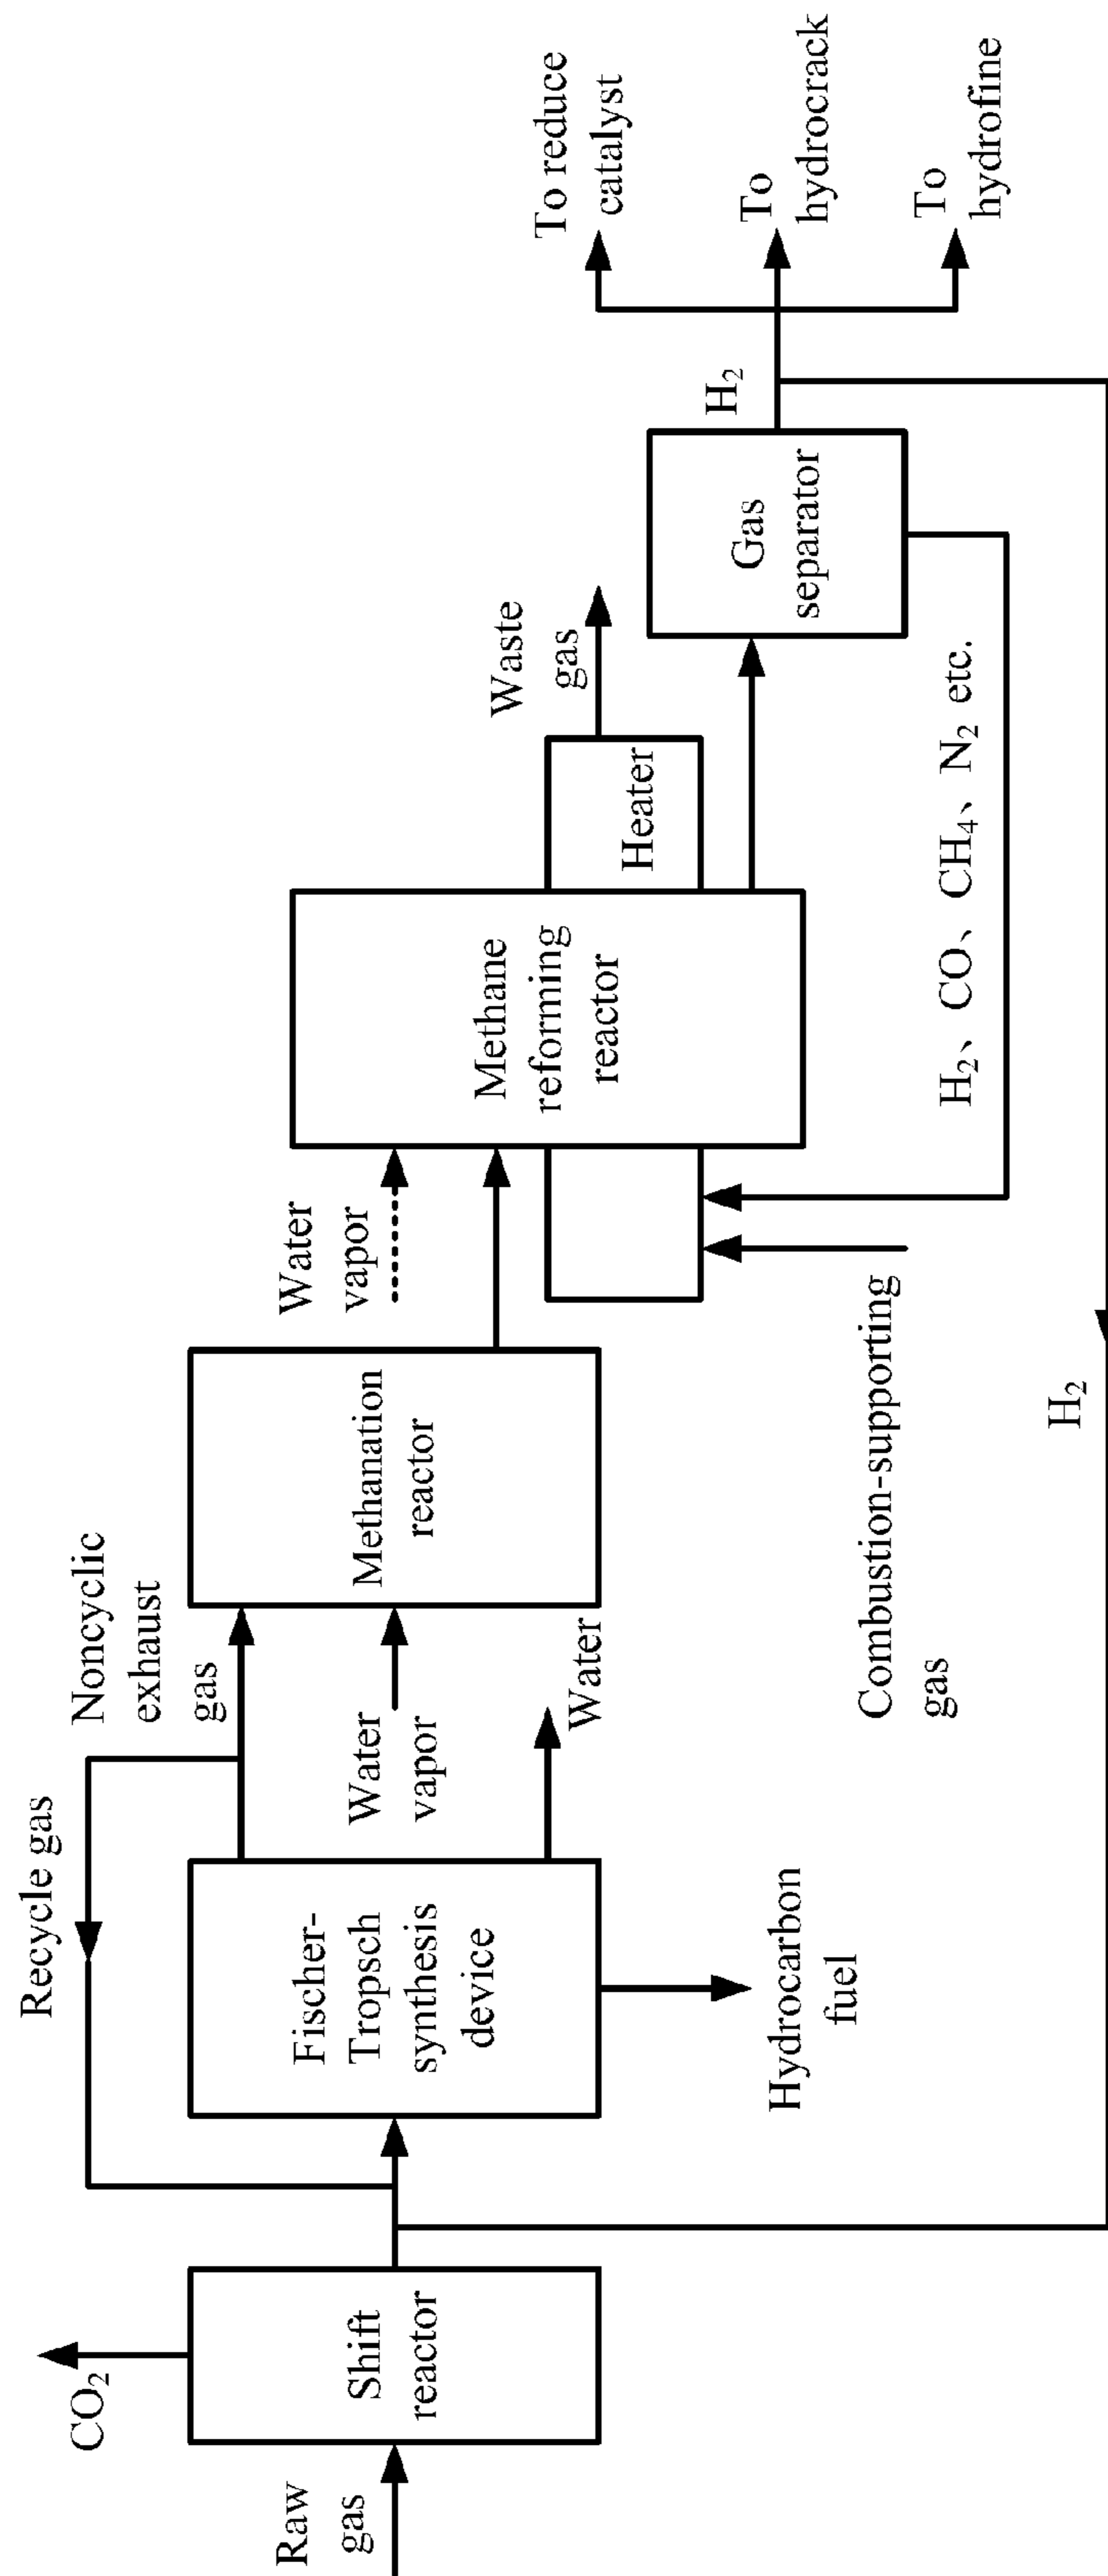 Raw
gas
CO₂
Shift
reactor
Recycle gas
Fischer-
Tropsch
synthesis
device
Hydrocarbon
fuel
Noncyclic
exhaust
gas
Water
vapor
Water
Methanation
reactor
Water
vapor
Combustion-supporting
gas
Methane
reforming
reactor
Heater
Waste
gas
H₂、CO、CH₄、N₂ etc.
Gas
separator
H₂
H₂
To reduce
catalyst
To
hydrocrack
To
hydrofine